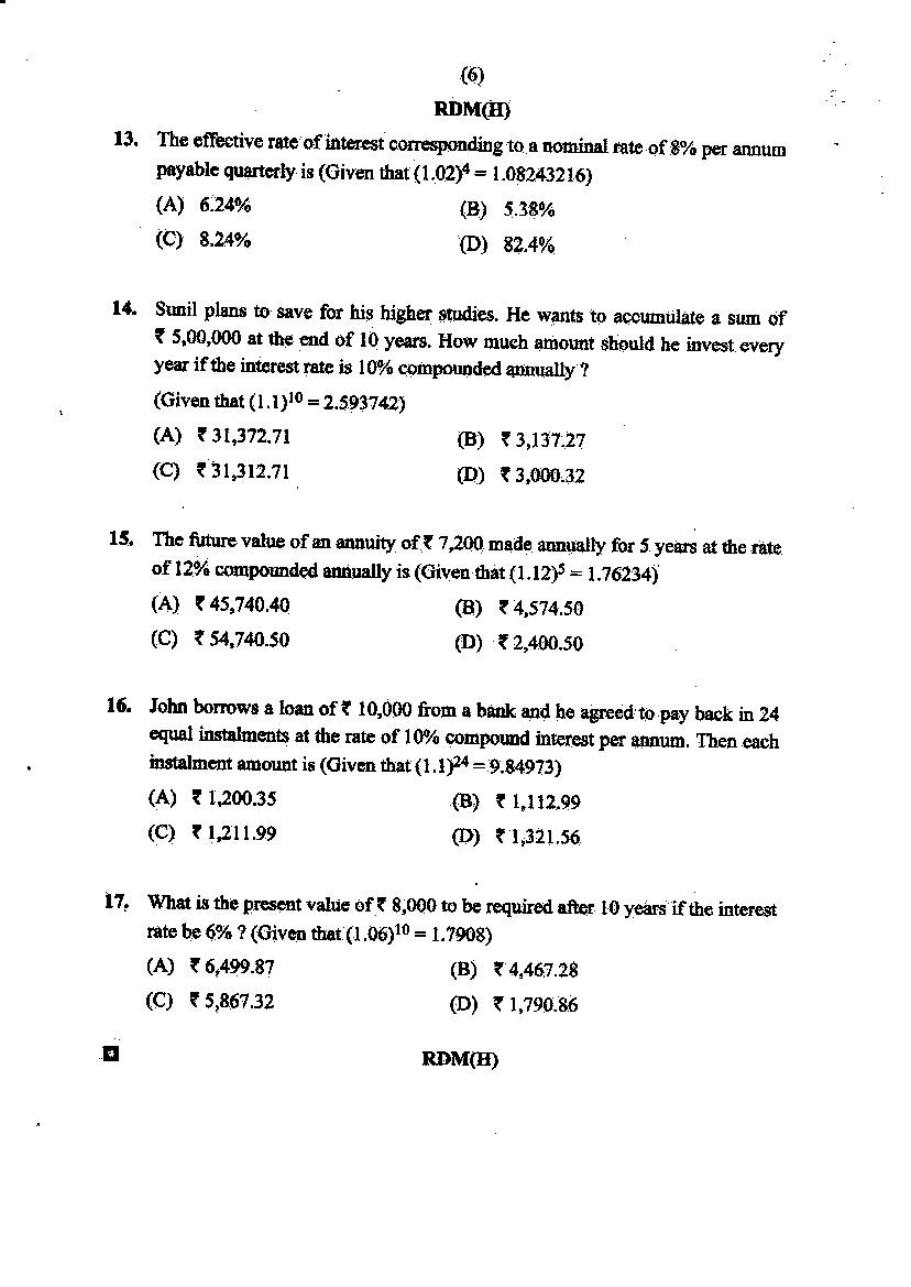 (6)
RDM(H)
13. The effective rate of interest corresponding to a nominal rate of 8% per annum
payable quarterly is (Given that (1.02)⁴ = 1.08243216)
(A) 6.24% (B) 5.38%
(C) 8.24% (D) 82.4%
14. Sunil plans to save for his higher studies. He wants to accumulate a sum of
₹ 5,00,000 at the end of 10 years. How much amount should he invest every
year if the interest rate is 10% compounded annually ?
(Given that (1.1)¹⁰ = 2.593742)
(A) ₹ 31,372.71 (B) ₹ 3,137.27
(C) ₹ 31,312.71 (D) ₹ 3,000.32
15. The future value of an annuity of ₹ 7,200 made annually for 5 years at the rate
of 12% compounded annually is (Given that (1.12)⁵ = 1.76234)
(A) ₹ 45,740.40 (B) ₹ 4,574.50
(C) ₹ 54,740.50 (D) ₹ 2,400.50
16. John borrows a loan of ₹ 10,000 from a bank and he agreed to pay back in 24
equal instalments at the rate of 10% compound interest per annum. Then each
instalment amount is (Given that (1.1)²⁴ = 9.84973)
(A) ₹ 1,200.35 (B) ₹ 1,112.99
(C) ₹ 1,211.99 (D) ₹ 1,321.56
17. What is the present value of ₹ 8,000 to be required after 10 years if the interest
rate be 6% ? (Given that (1.06)¹⁰ = 1.7908)
(A) ₹ 6,499.87 (B) ₹ 4,467.28
(C) ₹ 5,867.32 (D) ₹ 1,790.86
RDM(H)